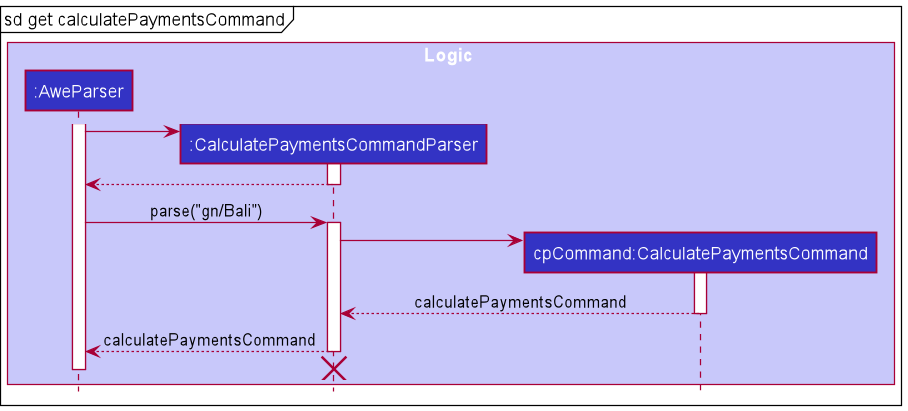 sd get calculatePaymentsCommand
Logic
:AweParser
:CalculatePaymentsCommandParser
parse("gn/Bali")
cpCommand:CalculatePaymentsCommand
calculatePaymentsCommand
calculatePaymentsCommand